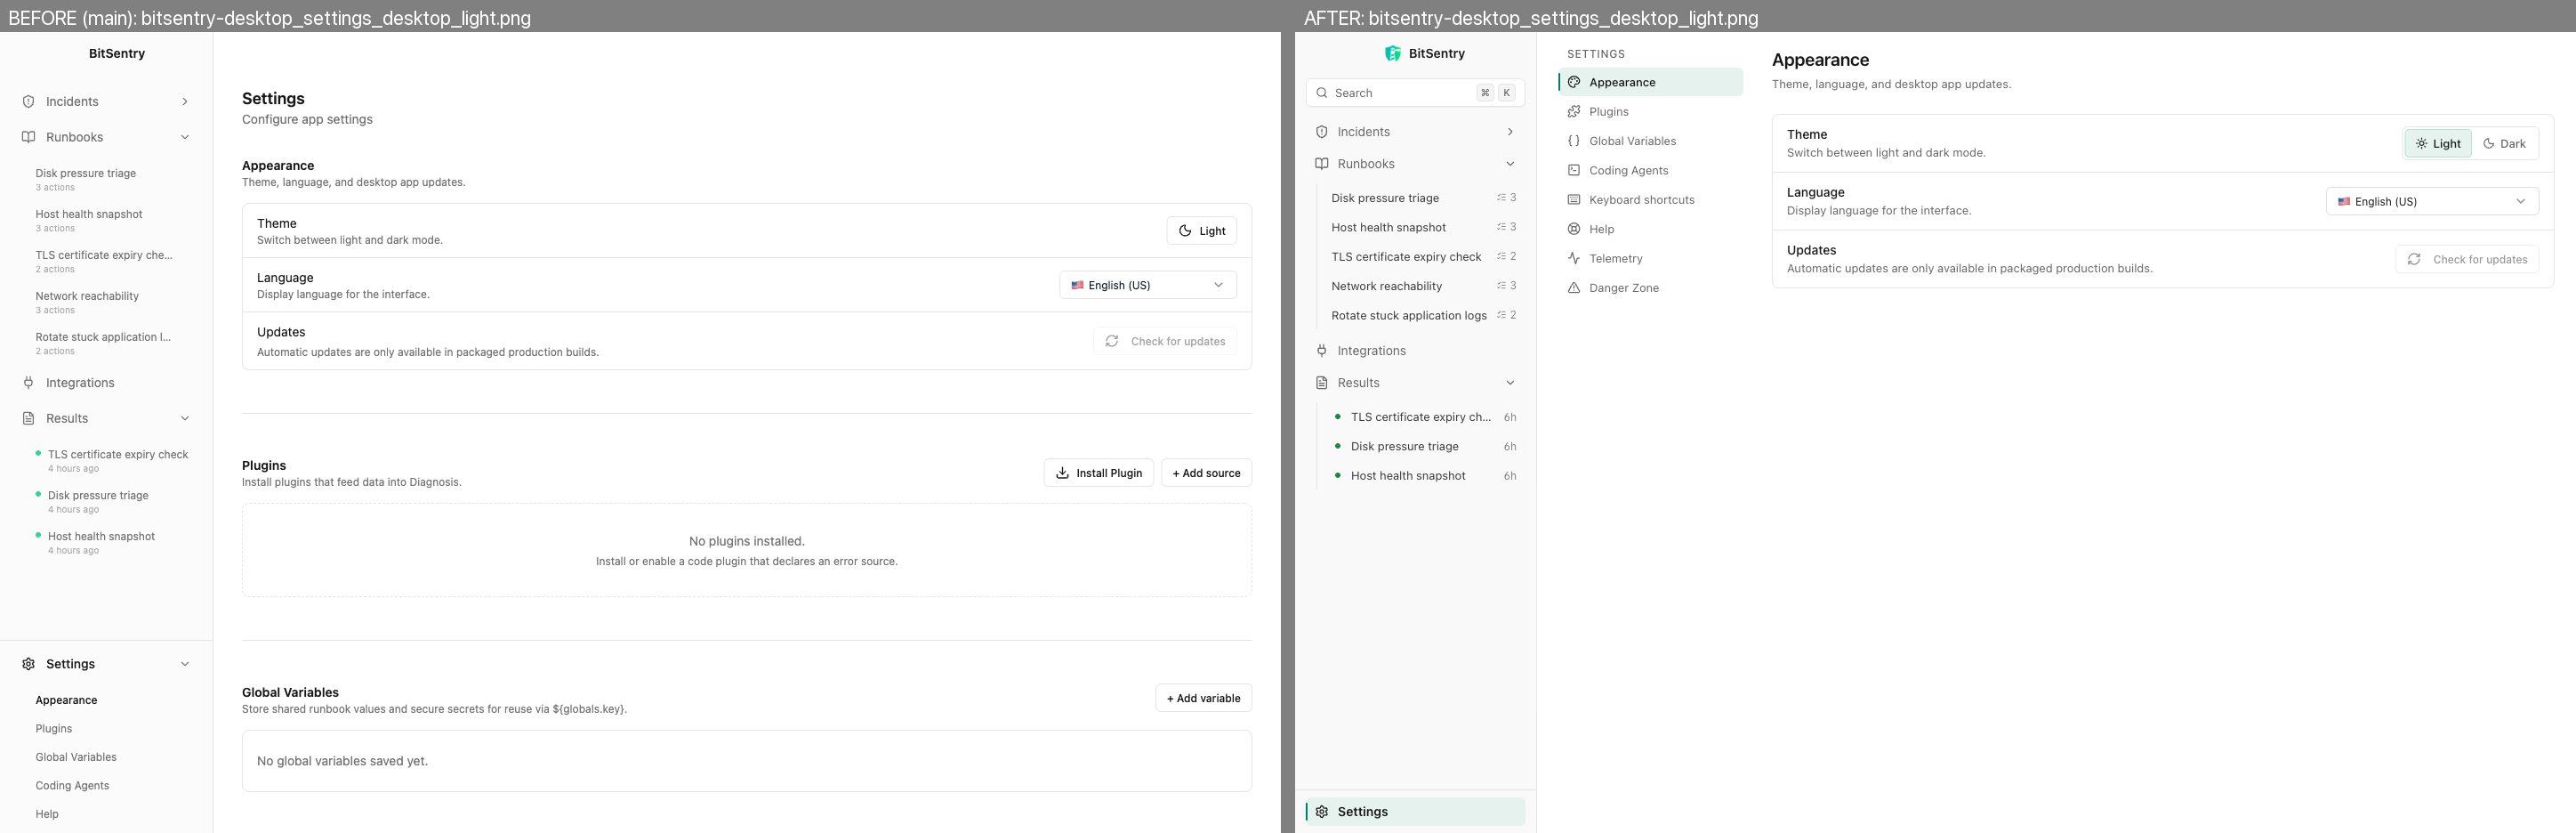 BEFORE (main): bitsentry-desktop_settings_desktop_light.png
BitSentry
Incidents
Runbooks
Disk pressure triage
3 actions
Host health snapshot
3 actions
TLS certificate expiry che...
2 actions
Network reachability
3 actions
Rotate stuck application l...
2 actions
Integrations
Results
TLS certificate expiry check
4 hours ago
Disk pressure triage
4 hours ago
Host health snapshot
4 hours ago
Settings
Appearance
Plugins
Global Variables
Coding Agents
Help
Settings
Configure app settings
Appearance
Theme, language, and desktop app updates.
Theme
Switch between light and dark mode.
Light
Language
Display language for the interface.
English (US)
Updates
Automatic updates are only available in packaged production builds.
Check for updates
Plugins
Install plugins that feed data into Diagnosis.
Install Plugin
+ Add source
No plugins installed.
Install or enable a code plugin that declares an error source.
Global Variables
Store shared runbook values and secure secrets for reuse via ${globals.key}.
+ Add variable
No global variables saved yet.
AFTER: bitsentry-desktop_settings_desktop_light.png
BitSentry
Search ⌘ K
Incidents
Runbooks
Disk pressure triage 3
Host health snapshot 3
TLS certificate expiry check 2
Network reachability 3
Rotate stuck application logs 2
Integrations
Results
TLS certificate expiry ch... 6h
Disk pressure triage 6h
Host health snapshot 6h
Settings
SETTINGS
Appearance
Plugins
Global Variables
Coding Agents
Keyboard shortcuts
Help
Telemetry
Danger Zone
Appearance
Theme, language, and desktop app updates.
Theme
Switch between light and dark mode.
Light
Dark
Language
Display language for the interface.
English (US)
Updates
Automatic updates are only available in packaged production builds.
Check for updates